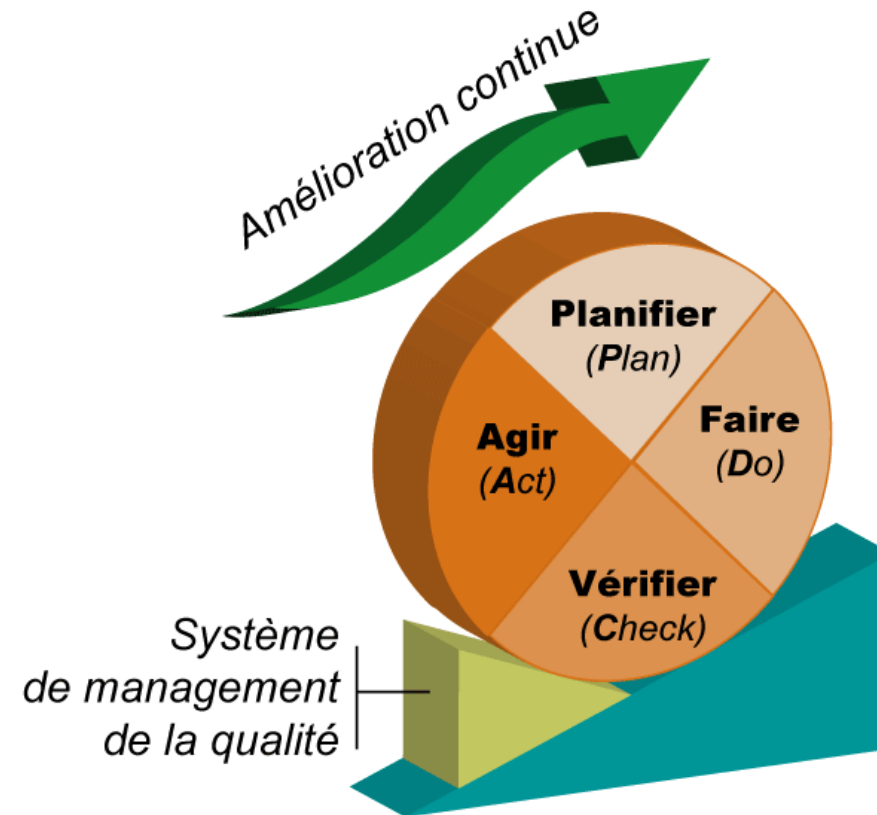 Amélioration continue
Planifier
(Plan)
Faire
(Do)
Agir
(Act)
Vérifier
(Check)
Système
de management
de la qualité